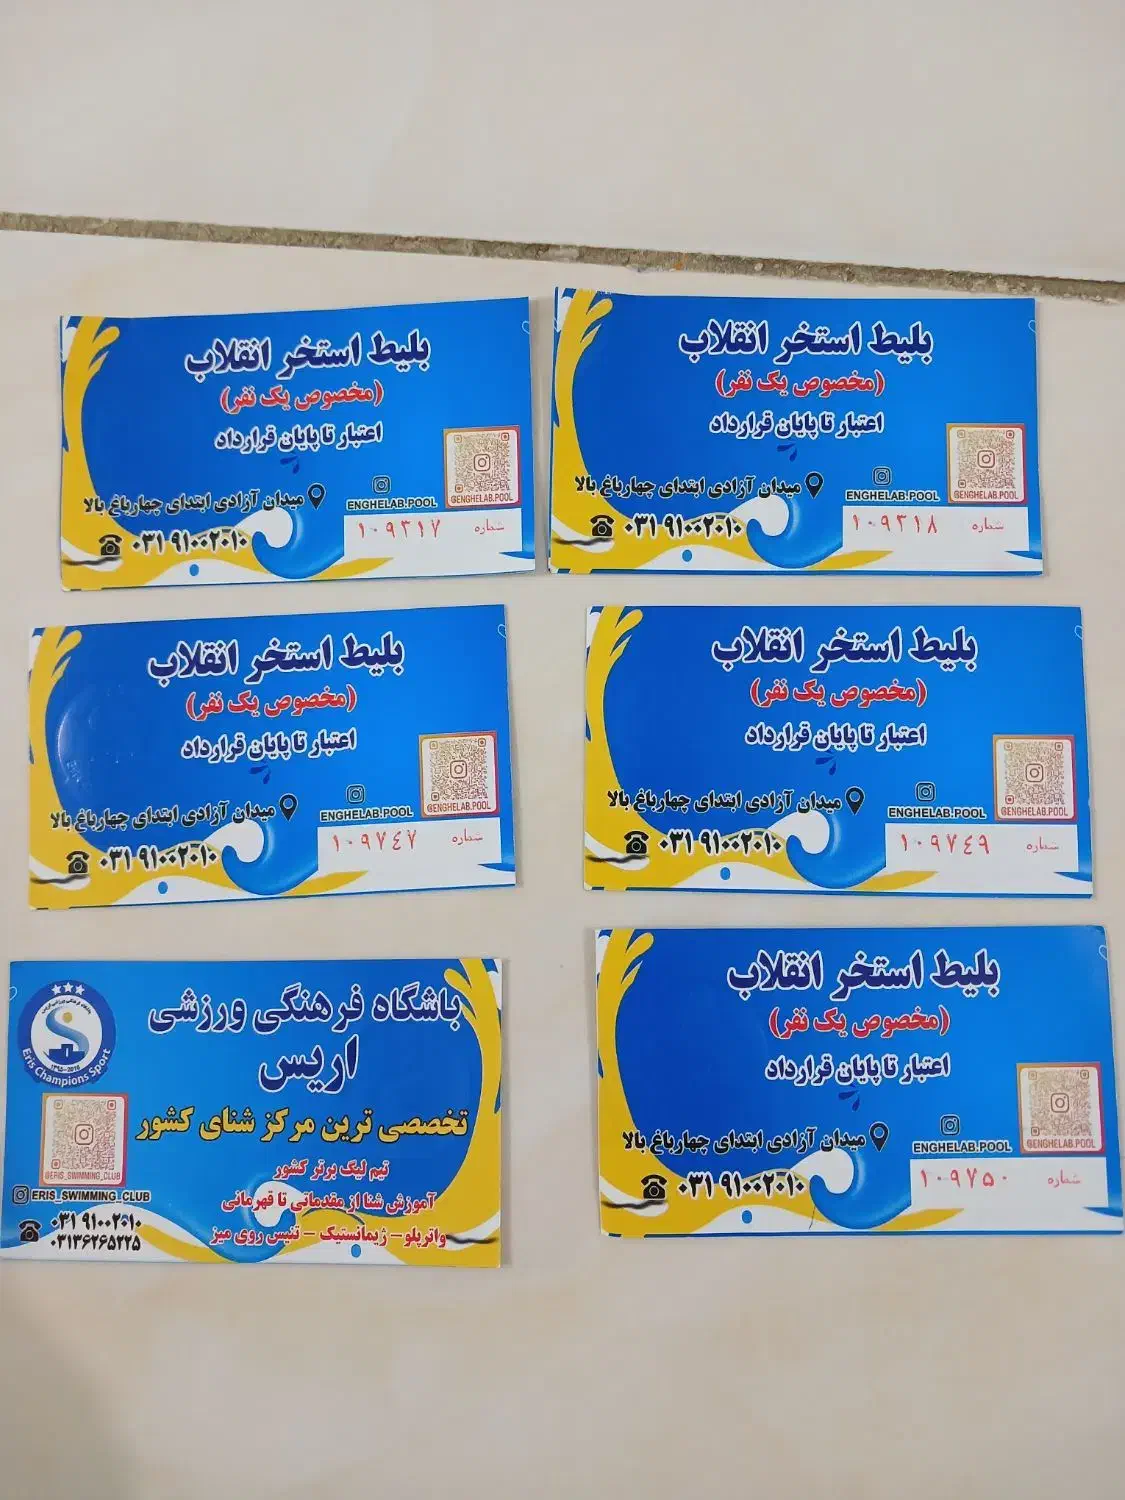 بلیط استخر انقلاب
(مخصوص یک نفر)
اعتبار تا پایان قرارداد
@ENGHELAB.POOL
ENGHELAB.POOL
میدان آزادی ابتدای چهارباغ بالا
شماره ۱۰۹۳۱۷
۰۳۱ ۹۱۰۰۲۰۱۰
بلیط استخر انقلاب
(مخصوص یک نفر)
اعتبار تا پایان قرارداد
@ENGHELAB.POOL
ENGHELAB.POOL
میدان آزادی ابتدای چهارباغ بالا
شماره ۱۰۹۳۱۸
۰۳۱ ۹۱۰۰۲۰۱۰
بلیط استخر انقلاب
(مخصوص یک نفر)
اعتبار تا پایان قرارداد
@ENGHELAB.POOL
ENGHELAB.POOL
میدان آزادی ابتدای چهارباغ بالا
شماره ۱۰۹۷۴۷
۰۳۱ ۹۱۰۰۲۰۱۰
بلیط استخر انقلاب
(مخصوص یک نفر)
اعتبار تا پایان قرارداد
@ENGHELAB.POOL
ENGHELAB.POOL
میدان آزادی ابتدای چهارباغ بالا
شماره ۱۰۹۷۴۹
۰۳۱ ۹۱۰۰۲۰۱۰
باشگاه فرهنگی ورزشی
اریس
تخصصی ترین مرکز شنای کشور
تیم لیگ برتر کشور
آموزش شنا از مقدماتی تا قهرمانی
واترپلو – ژیمناستیک – تنیس روی میز
Eris Champions Sport
۱۳۹۵-2016
@ERIS_SWIMMING_CLUB
ERIS_SWIMMING_CLUB
۰۳۱ ۹۱۰۰۲۰۱۰
۰۳۱۳۶۲۶۵۲۲۵
بلیط استخر انقلاب
(مخصوص یک نفر)
اعتبار تا پایان قرارداد
@ENGHELAB.POOL
ENGHELAB.POOL
میدان آزادی ابتدای چهارباغ بالا
شماره ۱۰۹۷۵۰
۰۳۱ ۹۱۰۰۲۰۱۰